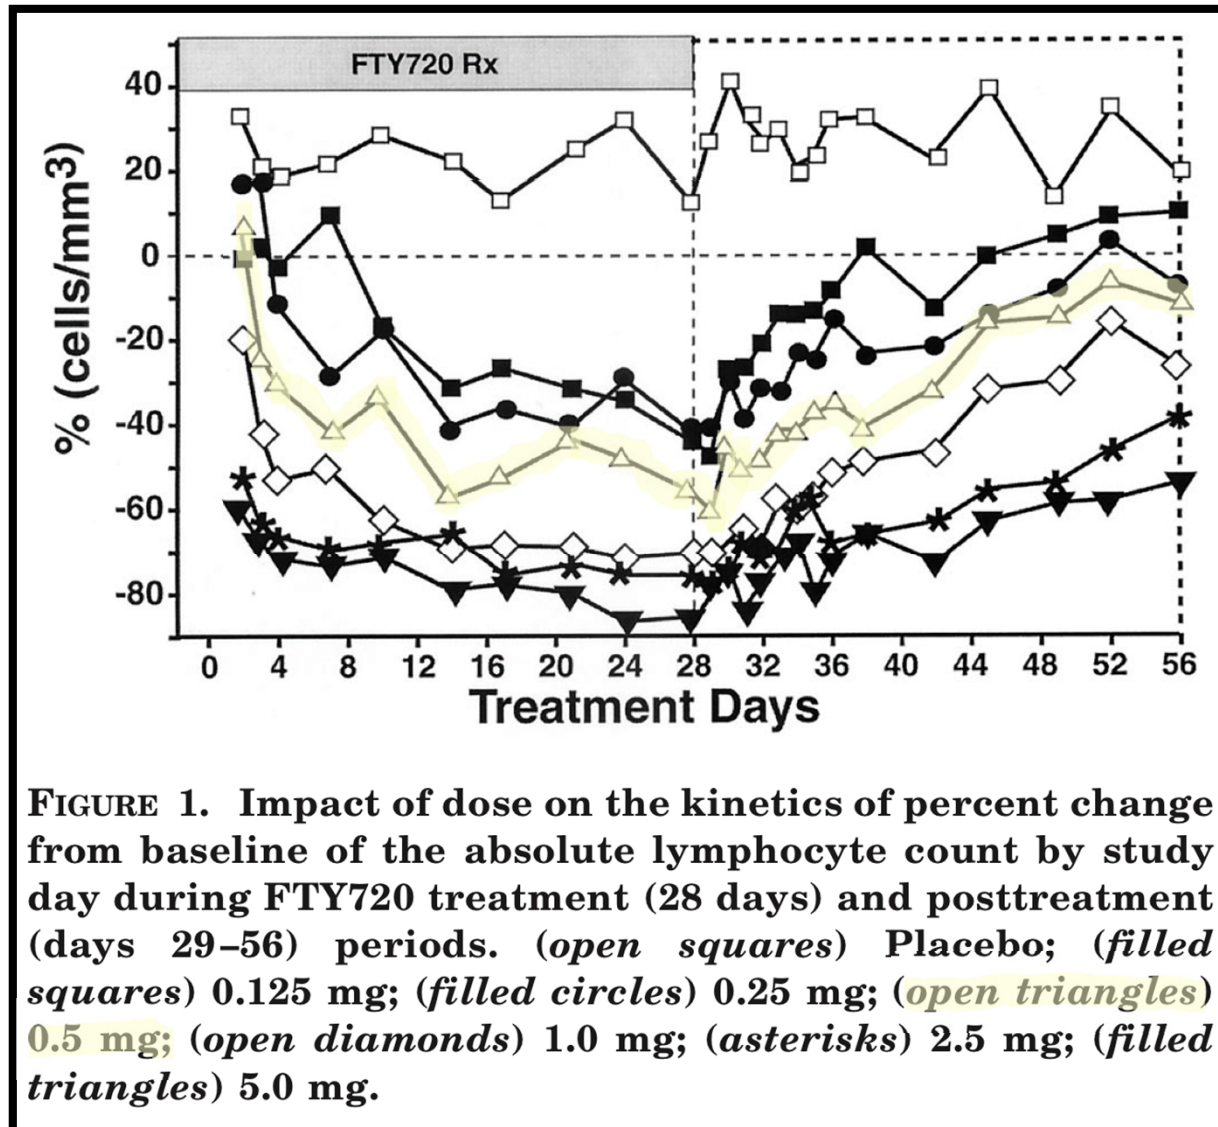 FTY720 Rx
% (cells/mm3)
40
20
0
-20
-40
-60
-80
0 4 8 12 16 20 24 28 32 36 40 44 48 52 56
Treatment Days
FIGURE 1. Impact of dose on the kinetics of percent change
from baseline of the absolute lymphocyte count by study
day during FTY720 treatment (28 days) and posttreatment
(days 29–56) periods. (open squares) Placebo; (filled
squares) 0.125 mg; (filled circles) 0.25 mg; (open triangles)
0.5 mg; (open diamonds) 1.0 mg; (asterisks) 2.5 mg; (filled
triangles) 5.0 mg.